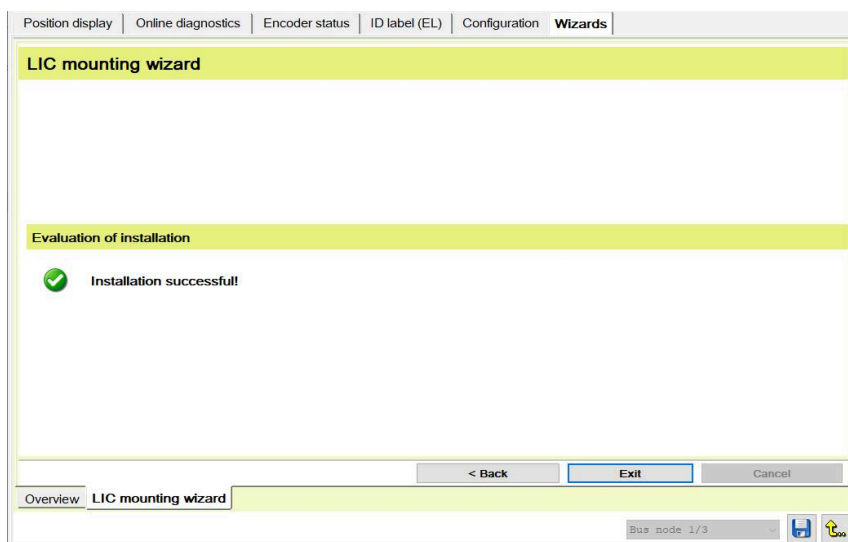 Position display Online diagnostics Encoder status ID label (EL) Configuration Wizards
LIC mounting wizard
Evaluation of installation
Installation successful!
< Back Exit Cancel
Overview LIC mounting wizard
Bus node 1/3